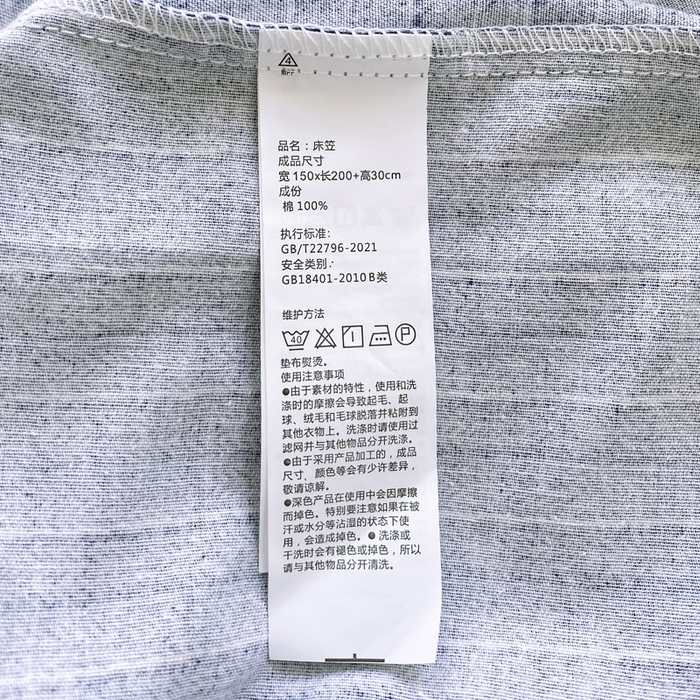 品名：床笠
成品尺寸
宽150x长200+高30cm
成份
棉 100%
执行标准：
GB/T22796-2021
安全类别：
GB18401-2010 B类
维护方法
40 P
垫布熨烫。
使用注意事项
●由于素材的特性，使用和洗
涤时的摩擦会导致起毛、起
球、绒毛和毛球脱落并粘附到
其他衣物上。洗涤时请使用过
滤网并与其他物品分开洗涤。
●由于采用产品加工的，成品
尺寸、颜色等会有少许差异，
敬请谅解。
●深色产品在使用中会因摩擦
而掉色。特别要注意如果在被
汗或水分等沾湿的状态下使
用，会造成掉色。● 洗涤或
干洗时会有褪色或掉色，所以
请与其他物品分开清洗。